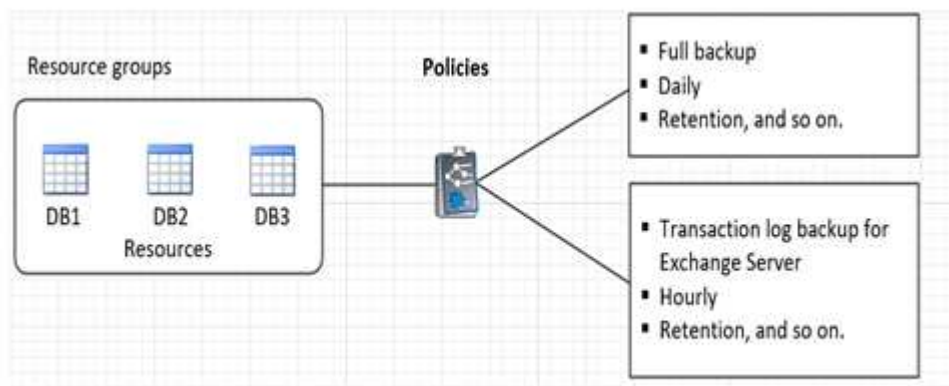 Resource groups
DB1 DB2 DB3
Resources
Policies
▪ Full backup
▪ Daily
▪ Retention, and so on.
▪ Transaction log backup for
Exchange Server
▪ Hourly
▪ Retention, and so on.